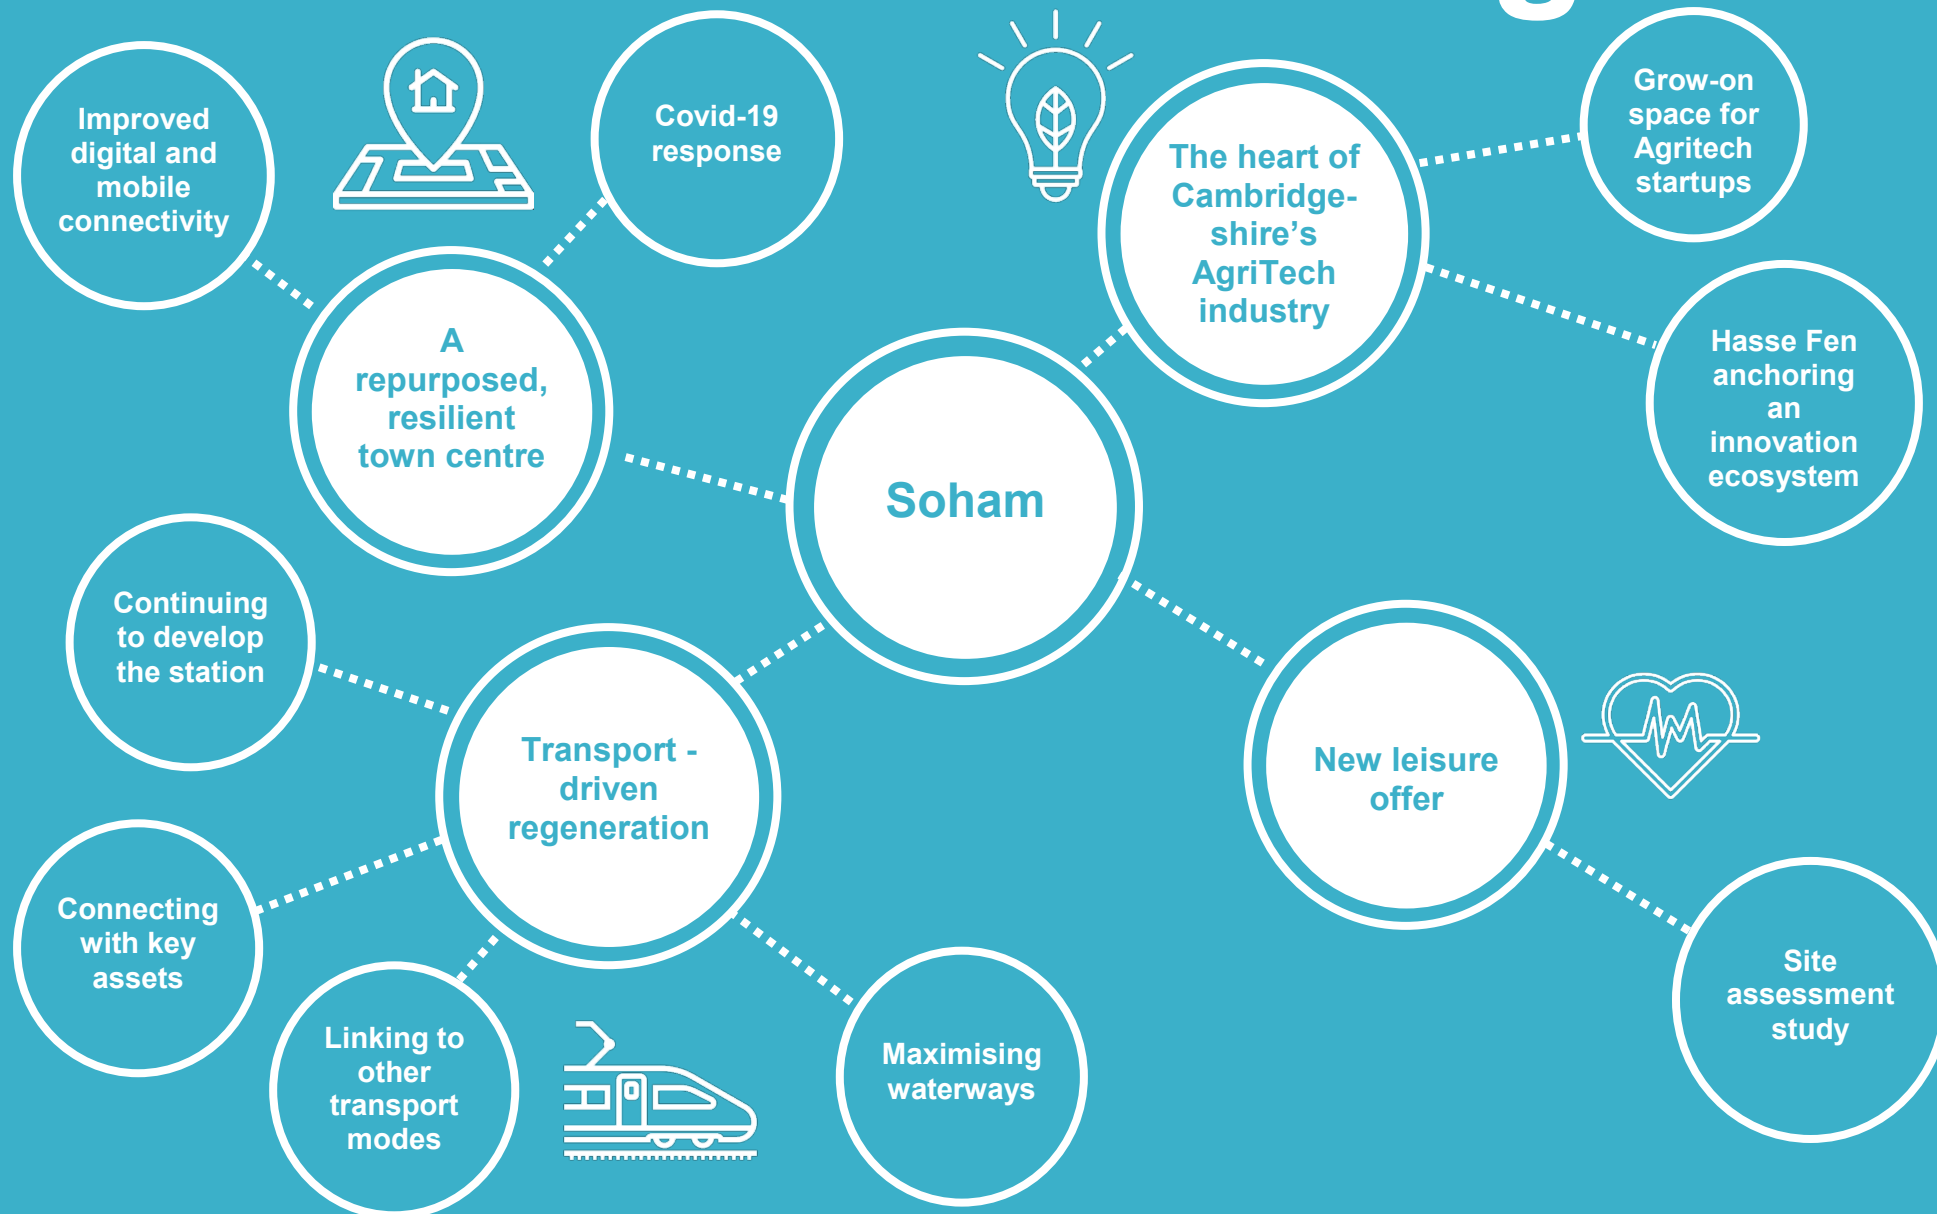 Improved
digital and
mobile
connectivity
Covid-19
response
The heart of
Cambridge-
shire’s
AgriTech
industry
Grow-on
space for
Agritech
startups
Hasse Fen
anchoring
an
innovation
ecosystem
A
repurposed,
resilient
town centre
Soham
Continuing
to develop
the station
Transport -
driven
regeneration
New leisure
offer
Connecting
with key
assets
Linking to
other
transport
modes
Maximising
waterways
Site
assessment
study